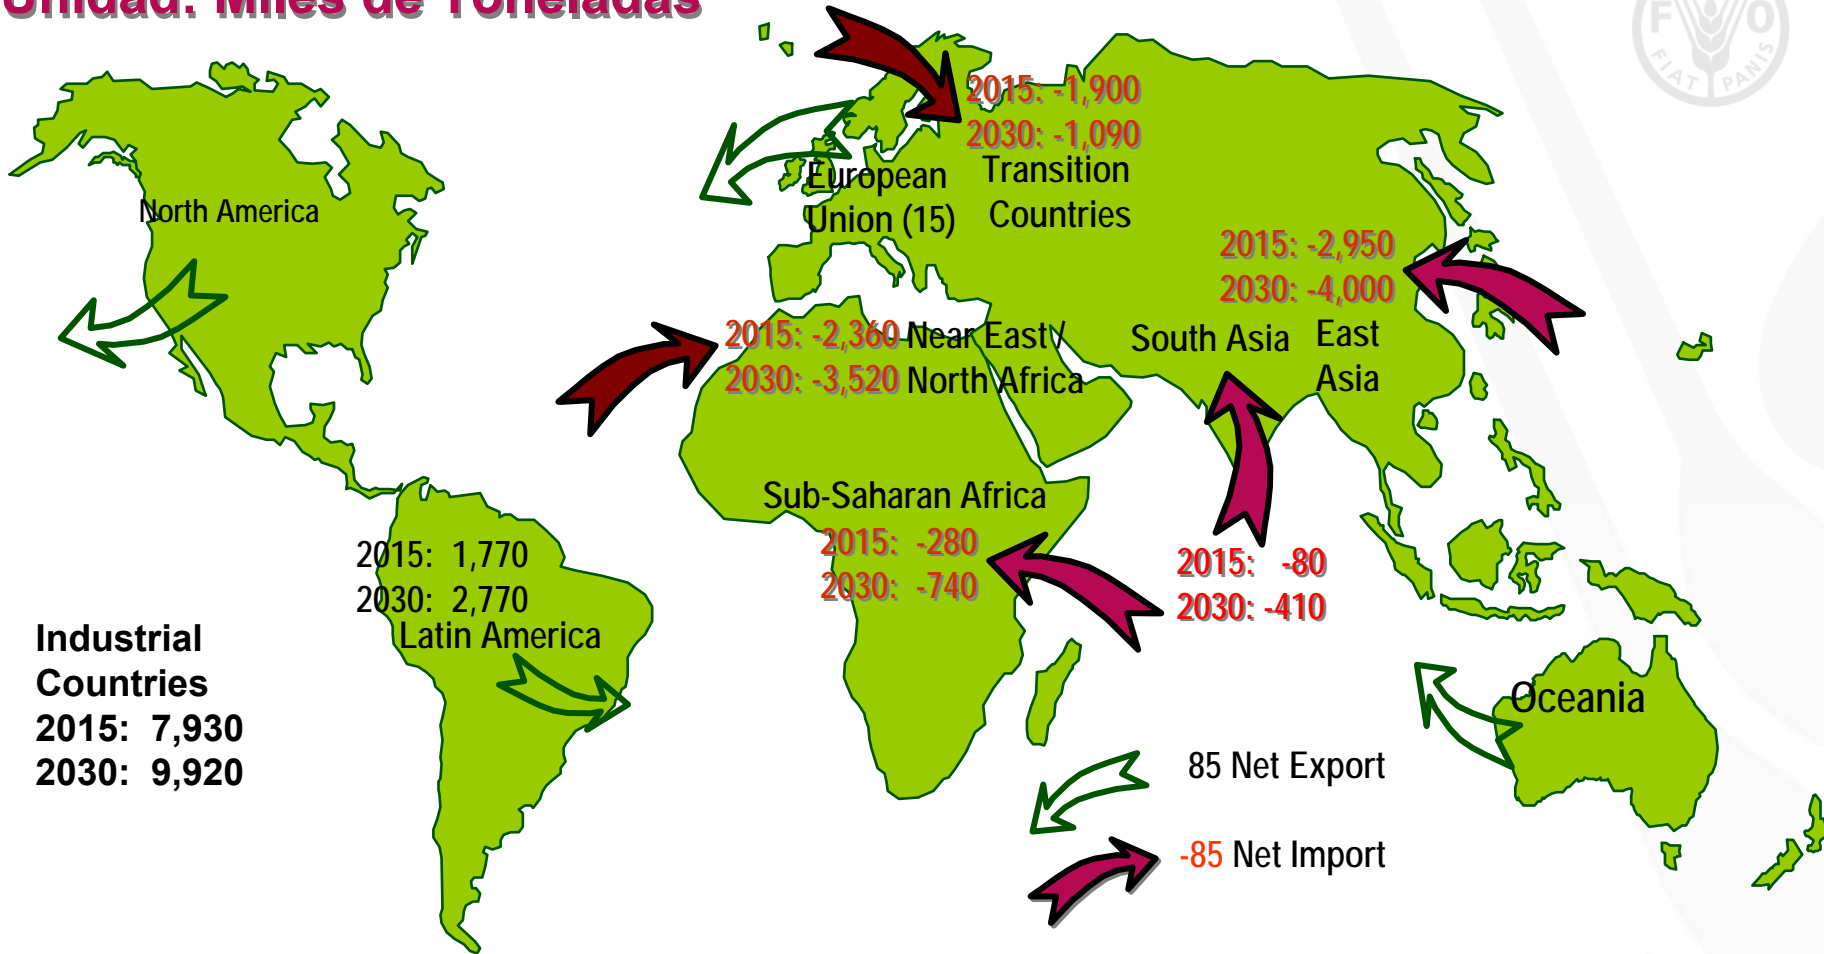 Unidad: Miles de Toneladas
F O
FIAT PANIS
2015: -1,900
2030: -1,090
European
Union (15)
Transition
Countries
North America
2015: -2,950
2030: -4,000
2015: -2,360 Near East /
2030: -3,520 North Africa
South Asia
East
Asia
Sub-Saharan Africa
2015: -280
2030: -740
2015: -80
2030: -410
2015: 1,770
2030: 2,770
Latin America
Industrial
Countries
2015: 7,930
2030: 9,920
Oceania
85 Net Export
-85 Net Import